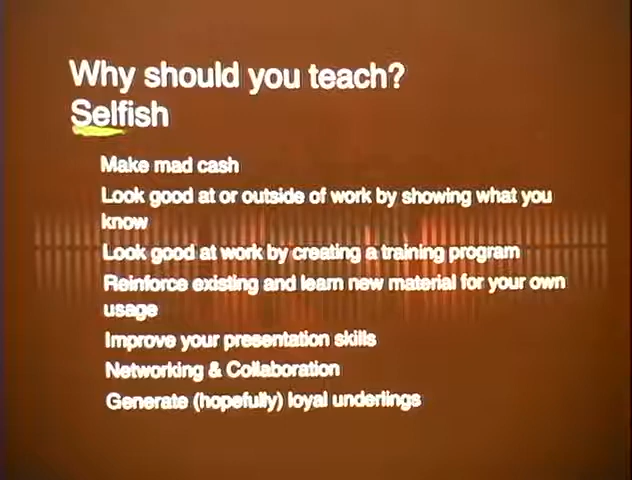 Why should you teach?
Selfish
Make mad cash
Look good at or outside of work by showing what you
know
Look good at work by creating a training program
Reinforce existing and learn new material for your own
usage
Improve your presentation skills
Networking & Collaboration
Generate (hopefully) loyal underlings